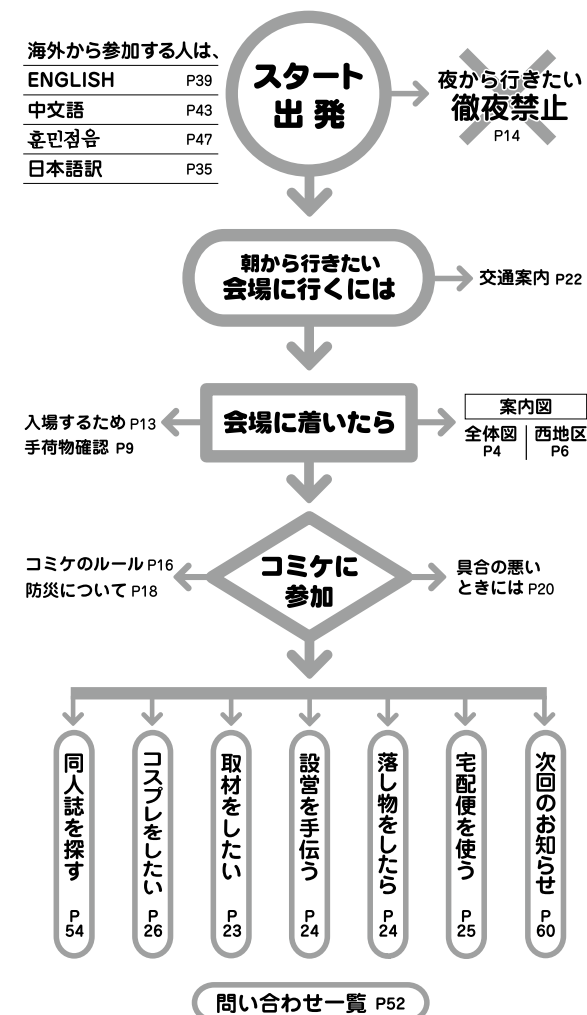 海外から参加する人は、
ENGLISH P39
中文語 P43
훈민점음 P47
日本語訳 P35
スタート
出発
夜から行きたい
徹夜禁止
P14
朝から行きたい
会場に行くには
交通案内 P22
会場に着いたら
入場するため P13
手荷物確認 P9
案内図
全体図 西地区
P4 P6
コミケに
参加
コミケのルール P16
防災について P18
具合の悪い
ときには P20
同人誌を探す P54
コスプレをしたい P26
取材をしたい P23
設営を手伝う P24
落し物をしたら P24
宅配便を使う P25
次回のお知らせ P60
問い合わせ一覧 P52